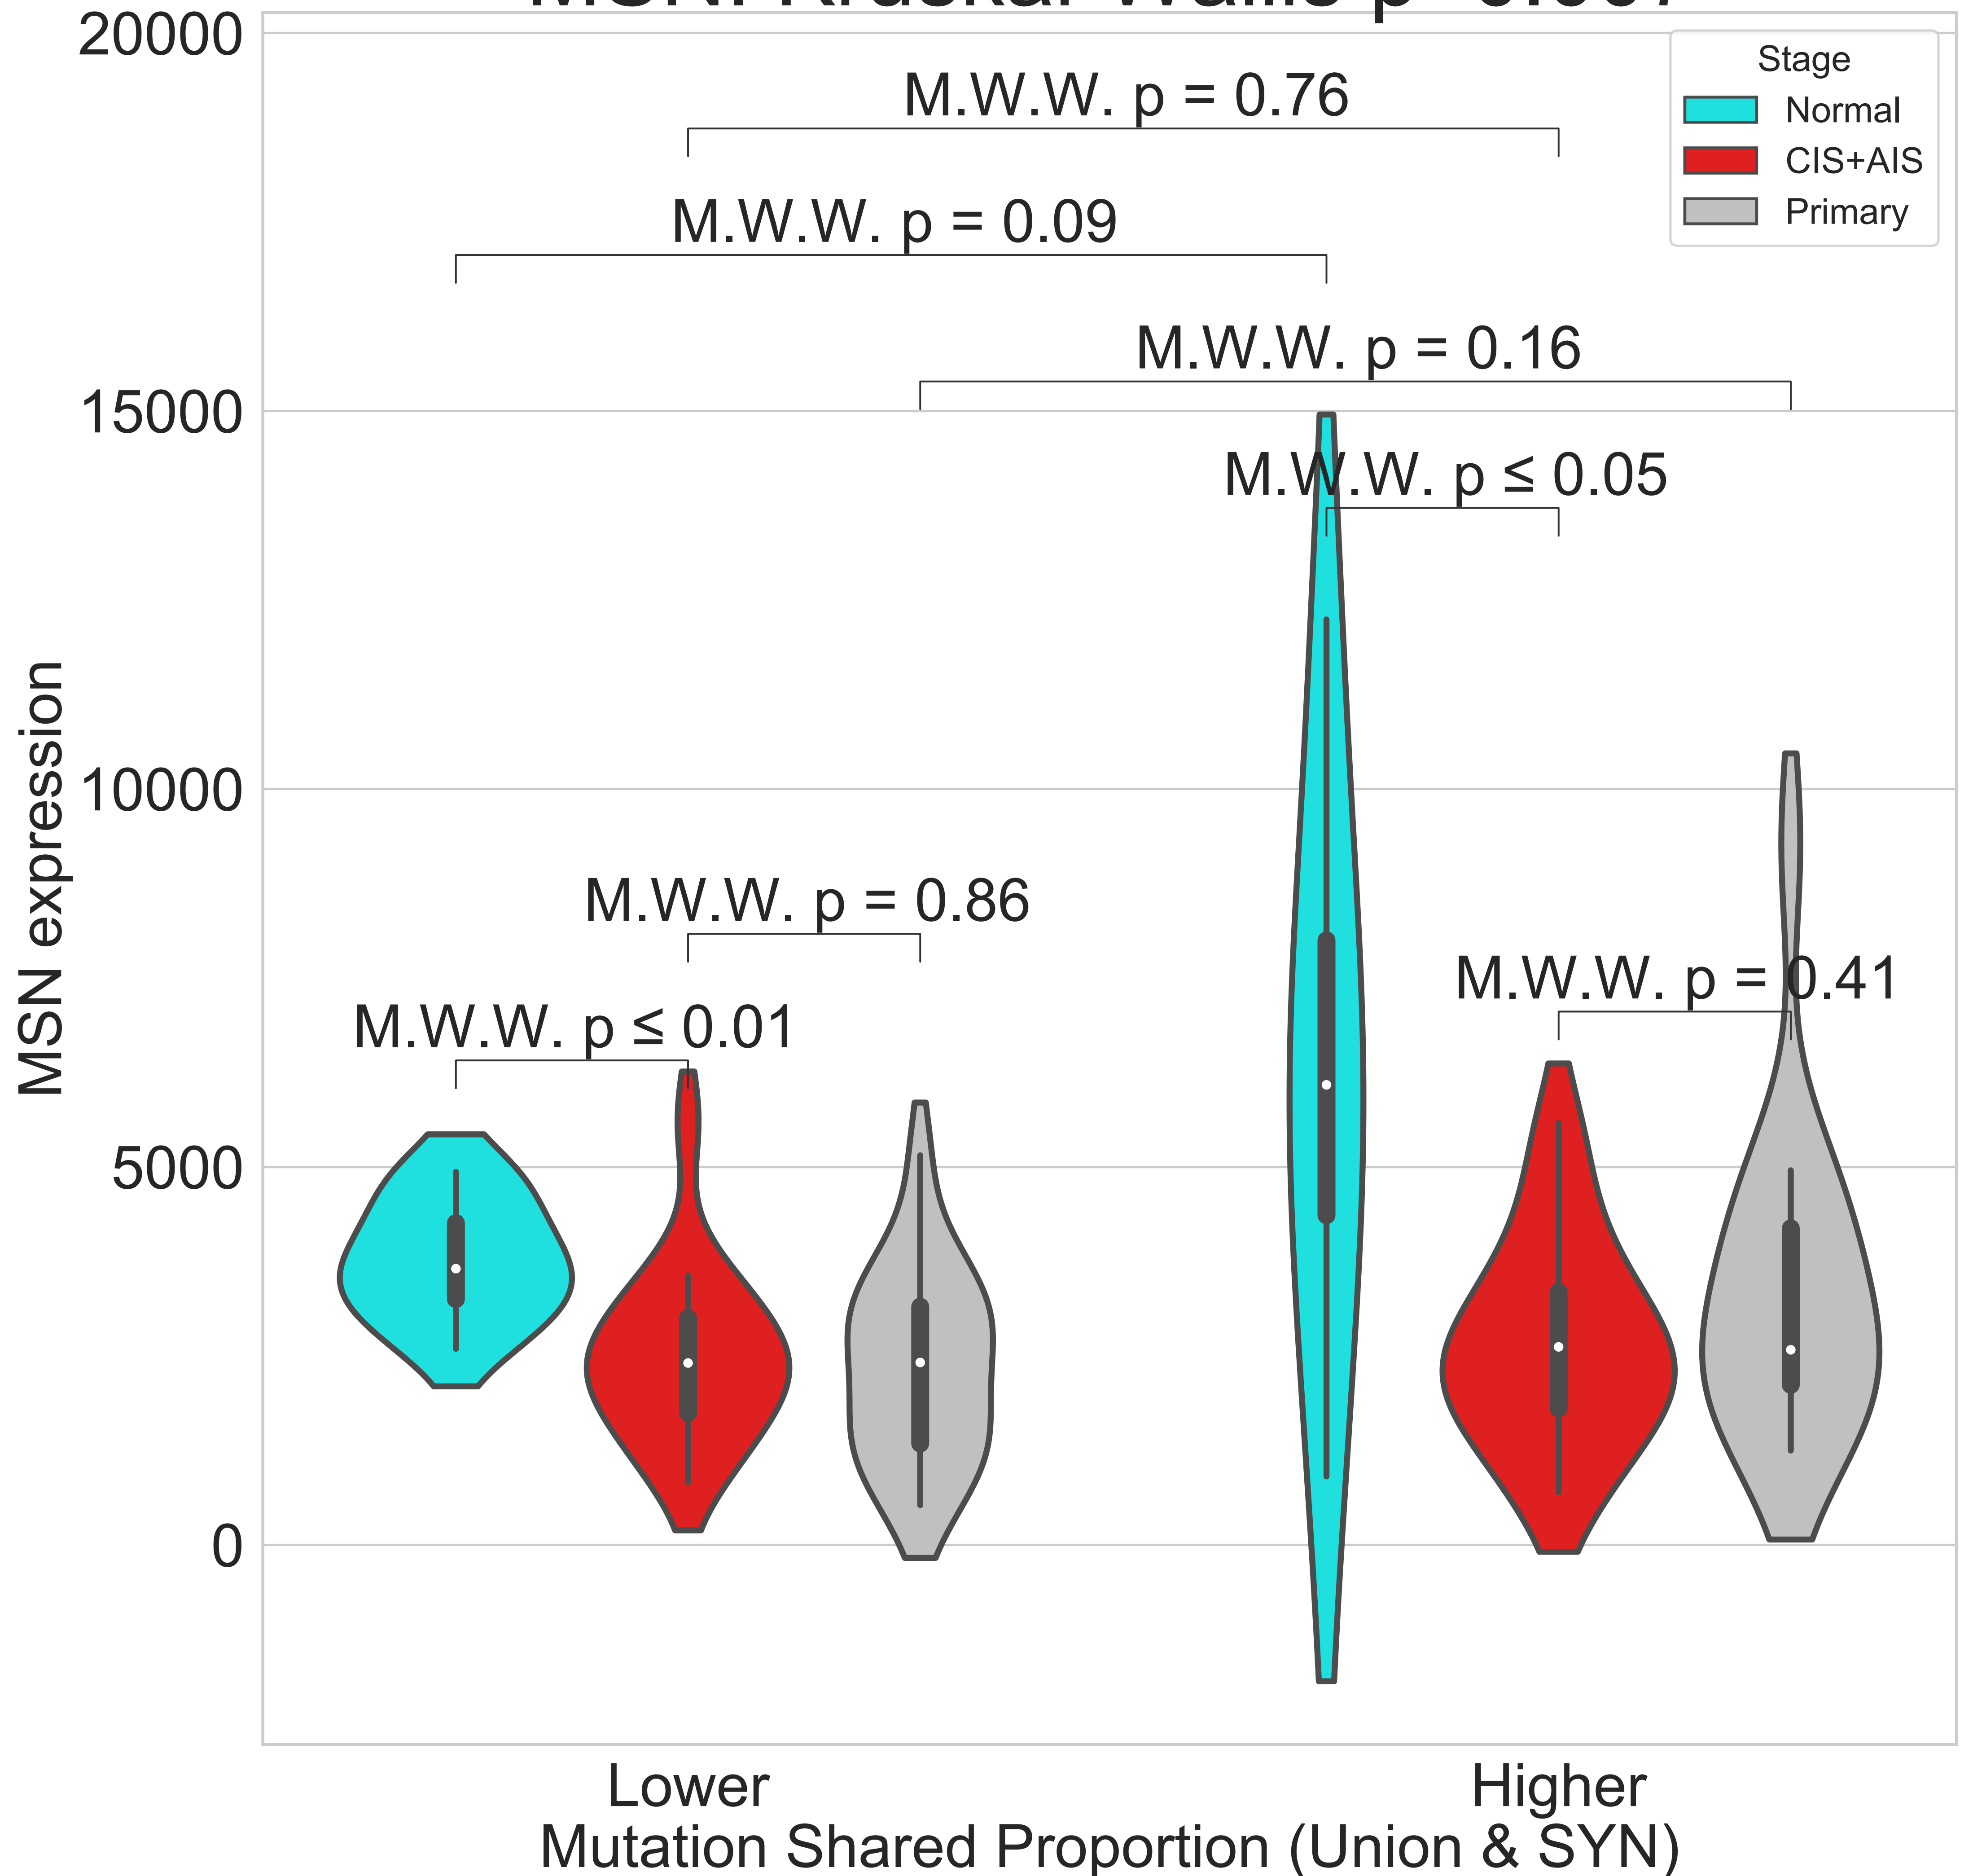 20000
15000
10000
5000
0
MSN expression
Stage
Normal
CIS+AIS
Primary
M.W.W. p = 0.76
M.W.W. p = 0.09
M.W.W. p = 0.16
M.W.W. p ≤ 0.05
M.W.W. p = 0.86
M.W.W. p = 0.41
M.W.W. p ≤ 0.01
Lower
Higher
Mutation Shared Proportion (Union & SYN)